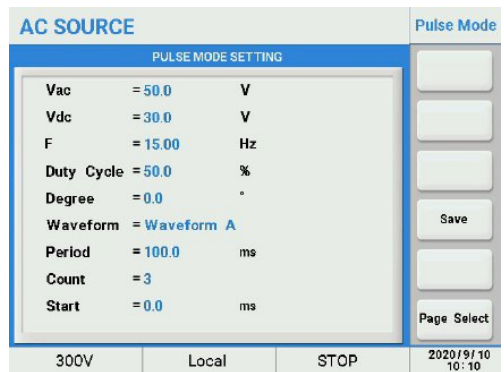 AC SOURCE
Pulse Mode
PULSE MODE SETTING
Vac = 50.0 V
Vdc = 30.0 V
F = 15.00 Hz
Duty Cycle = 50.0 %
Degree = 0.0 °
Waveform = Waveform A
Period = 100.0 ms
Count = 3
Start = 0.0 ms
Save
Page Select
300V Local STOP 2020/9/10
10:10